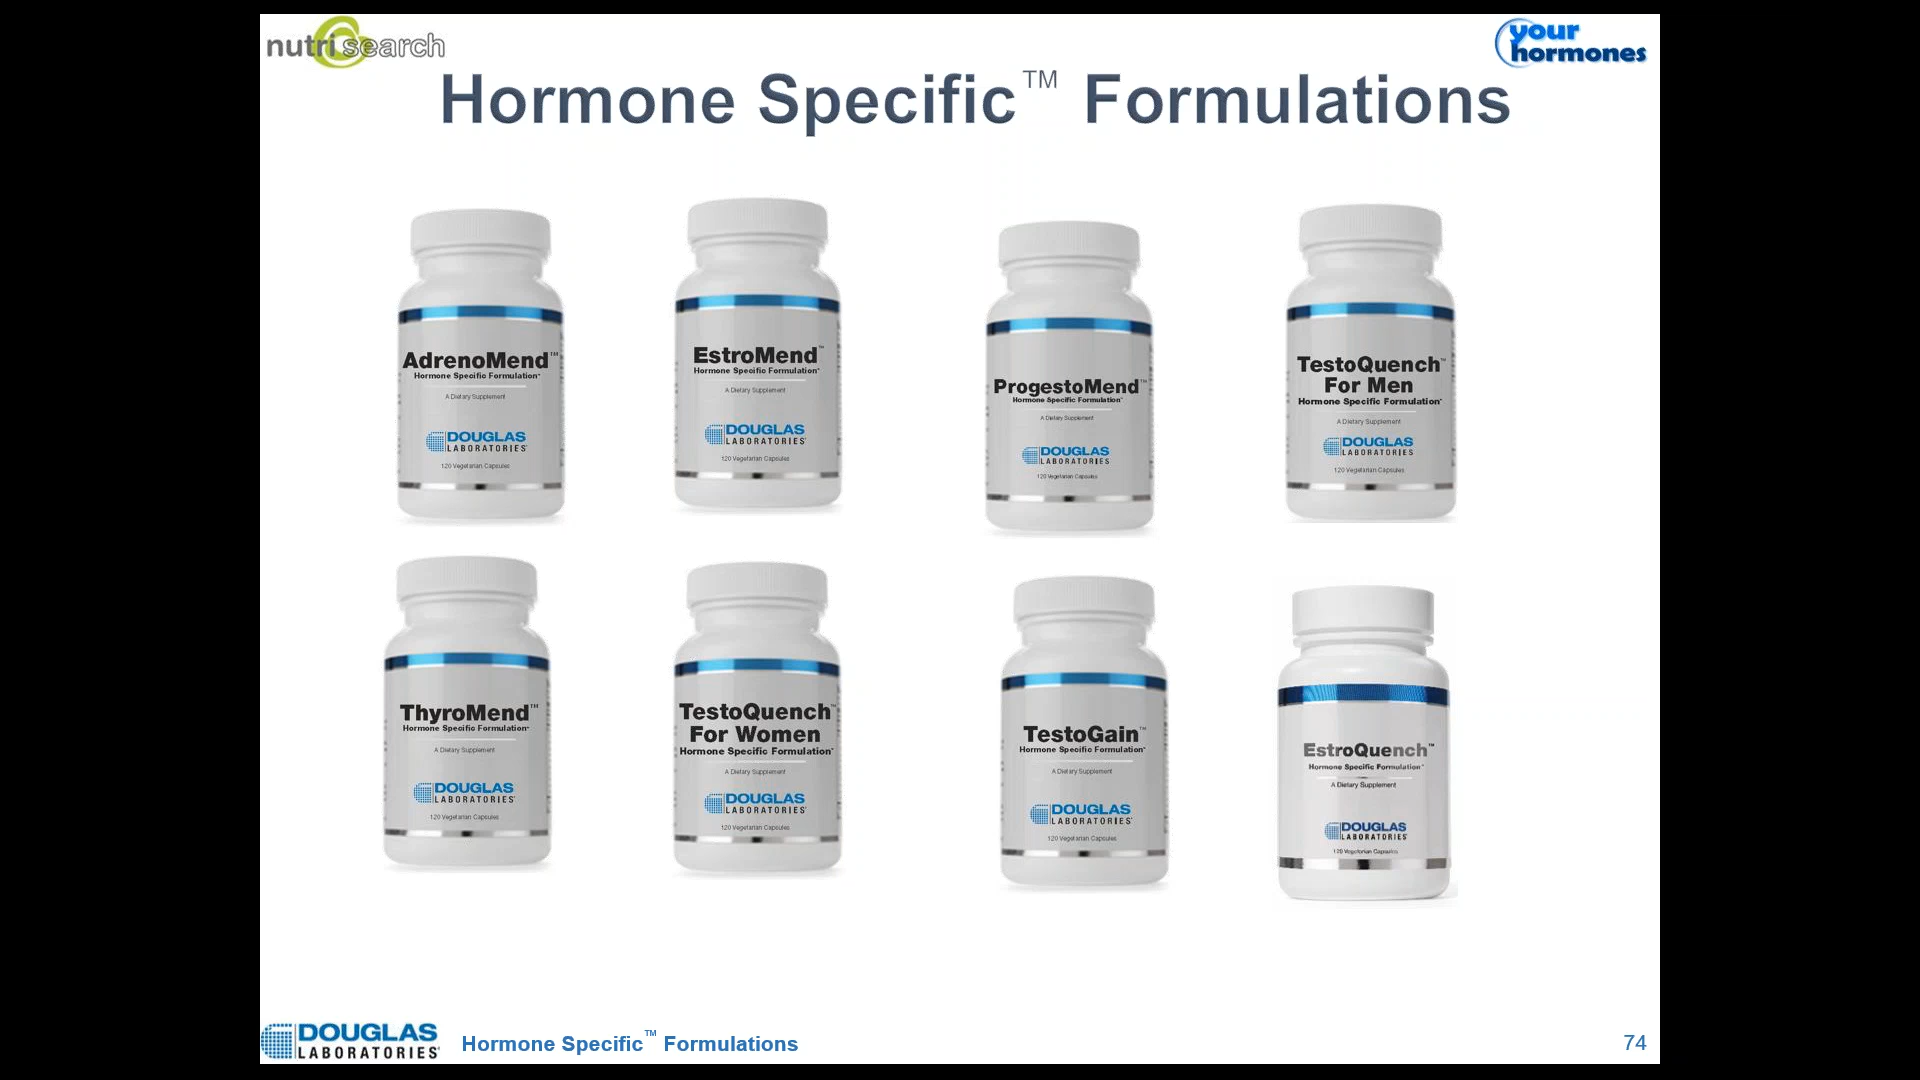 nutri search
your
hormones
Hormone Specific™ Formulations
AdrenoMend™
Hormone Specific Formulation*
A Dietary Supplement
DOUGLAS
LABORATORIES®
120 Vegetarian Capsules
EstroMend™
Hormone Specific Formulation*
A Dietary Supplement
DOUGLAS
LABORATORIES®
120 Vegetarian Capsules
ProgestoMend™
Hormone Specific Formulation*
A Dietary Supplement
DOUGLAS
LABORATORIES
120 Vegetarian Capsules
TestoQuench™
For Men
Hormone Specific Formulation*
A Dietary Supplement
DOUGLAS
LABORATORIES
120 Vegetarian Capsules
ThyroMend™
Hormone Specific Formulation*
A Dietary Supplement
DOUGLAS
LABORATORIES®
120 Vegetarian Capsules
TestoQuench™
For Women
Hormone Specific Formulation*
A Dietary Supplement
DOUGLAS
LABORATORIES®
120 Vegetarian Capsules
TestoGain™
Hormone Specific Formulation*
A Dietary Supplement
DOUGLAS
LABORATORIES®
120 Vegetarian Capsules
EstroQuench™
Hormone Specific Formulation*
A Dietary Supplement
DOUGLAS
LABORATORIES®
120 Vegetarian Capsules
DOUGLAS
LABORATORIES®
Hormone Specific™ Formulations
74